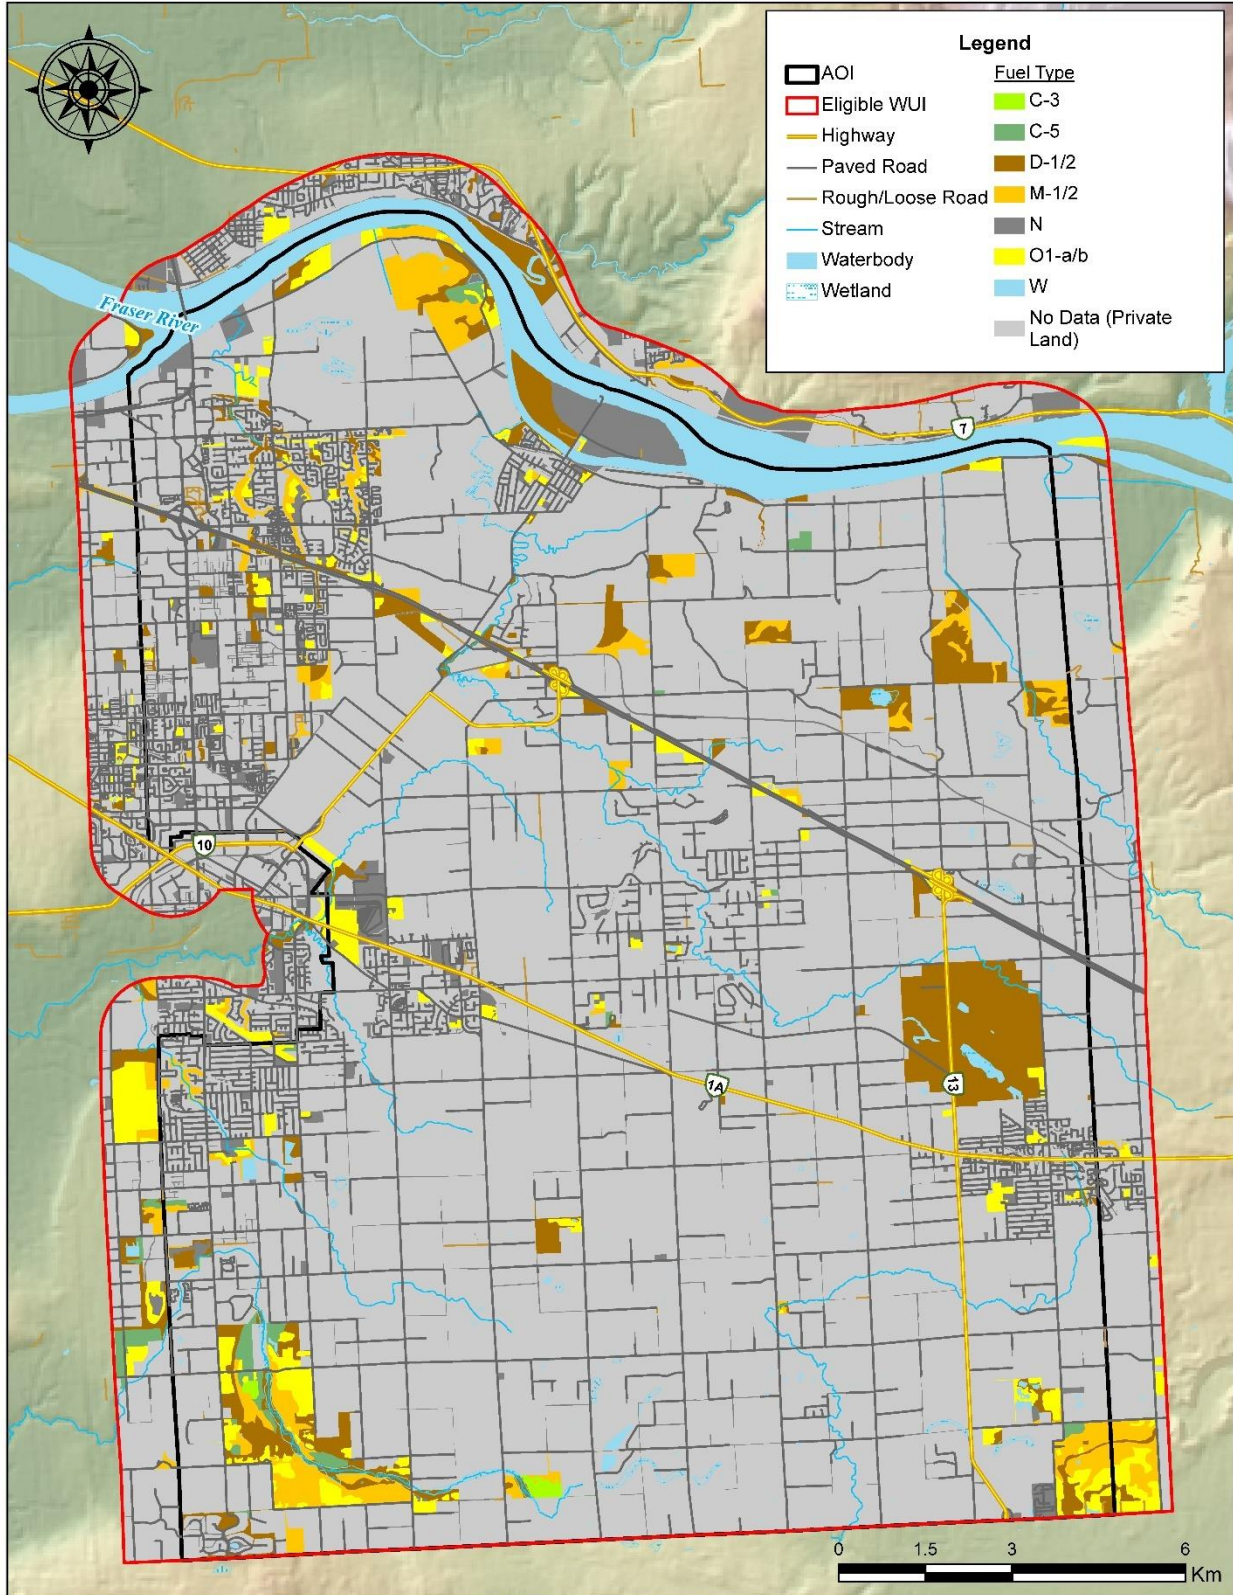 Legend
AOI
Eligible WUI
Highway
Paved Road
Rough/Loose Road
Stream
Waterbody
Wetland
Fuel Type
C-3
C-5
D-1/2
M-1/2
N
O1-a/b
W
No Data (Private
Land)
Fraser River
7
10
1A
13
0 1.5 3 6
Km